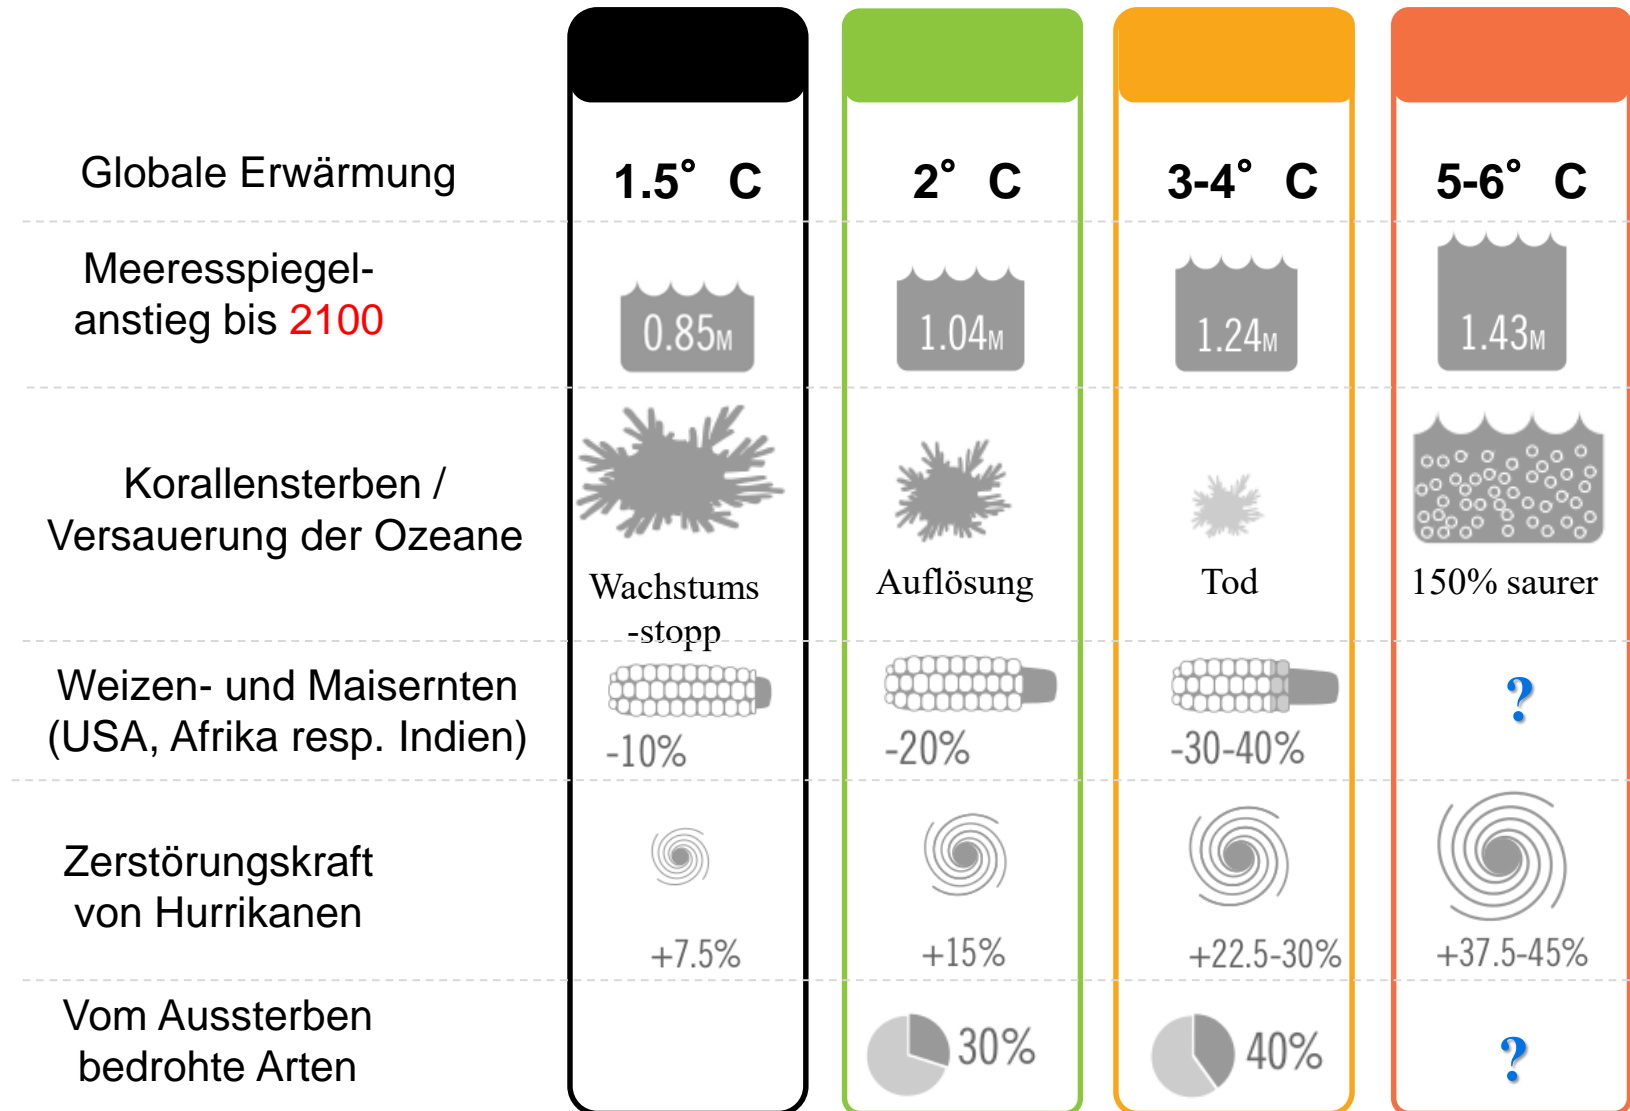 Globale Erwärmung 1.5° C 2° C 3-4° C 5-6° C
Meeresspiegel-
anstieg bis 2100
0.85M 1.04M 1.24M 1.43M
Korallensterben /
Versauerung der Ozeane
Wachstums
-stopp
Auflösung
Tod
150% saurer
Weizen- und Maisernten
(USA, Afrika resp. Indien)
-10% -20% -30-40% ?
Zerstörungskraft
von Hurrikanen
+7.5% +15% +22.5-30% +37.5-45%
Vom Aussterben
bedrohte Arten
30% 40% ?